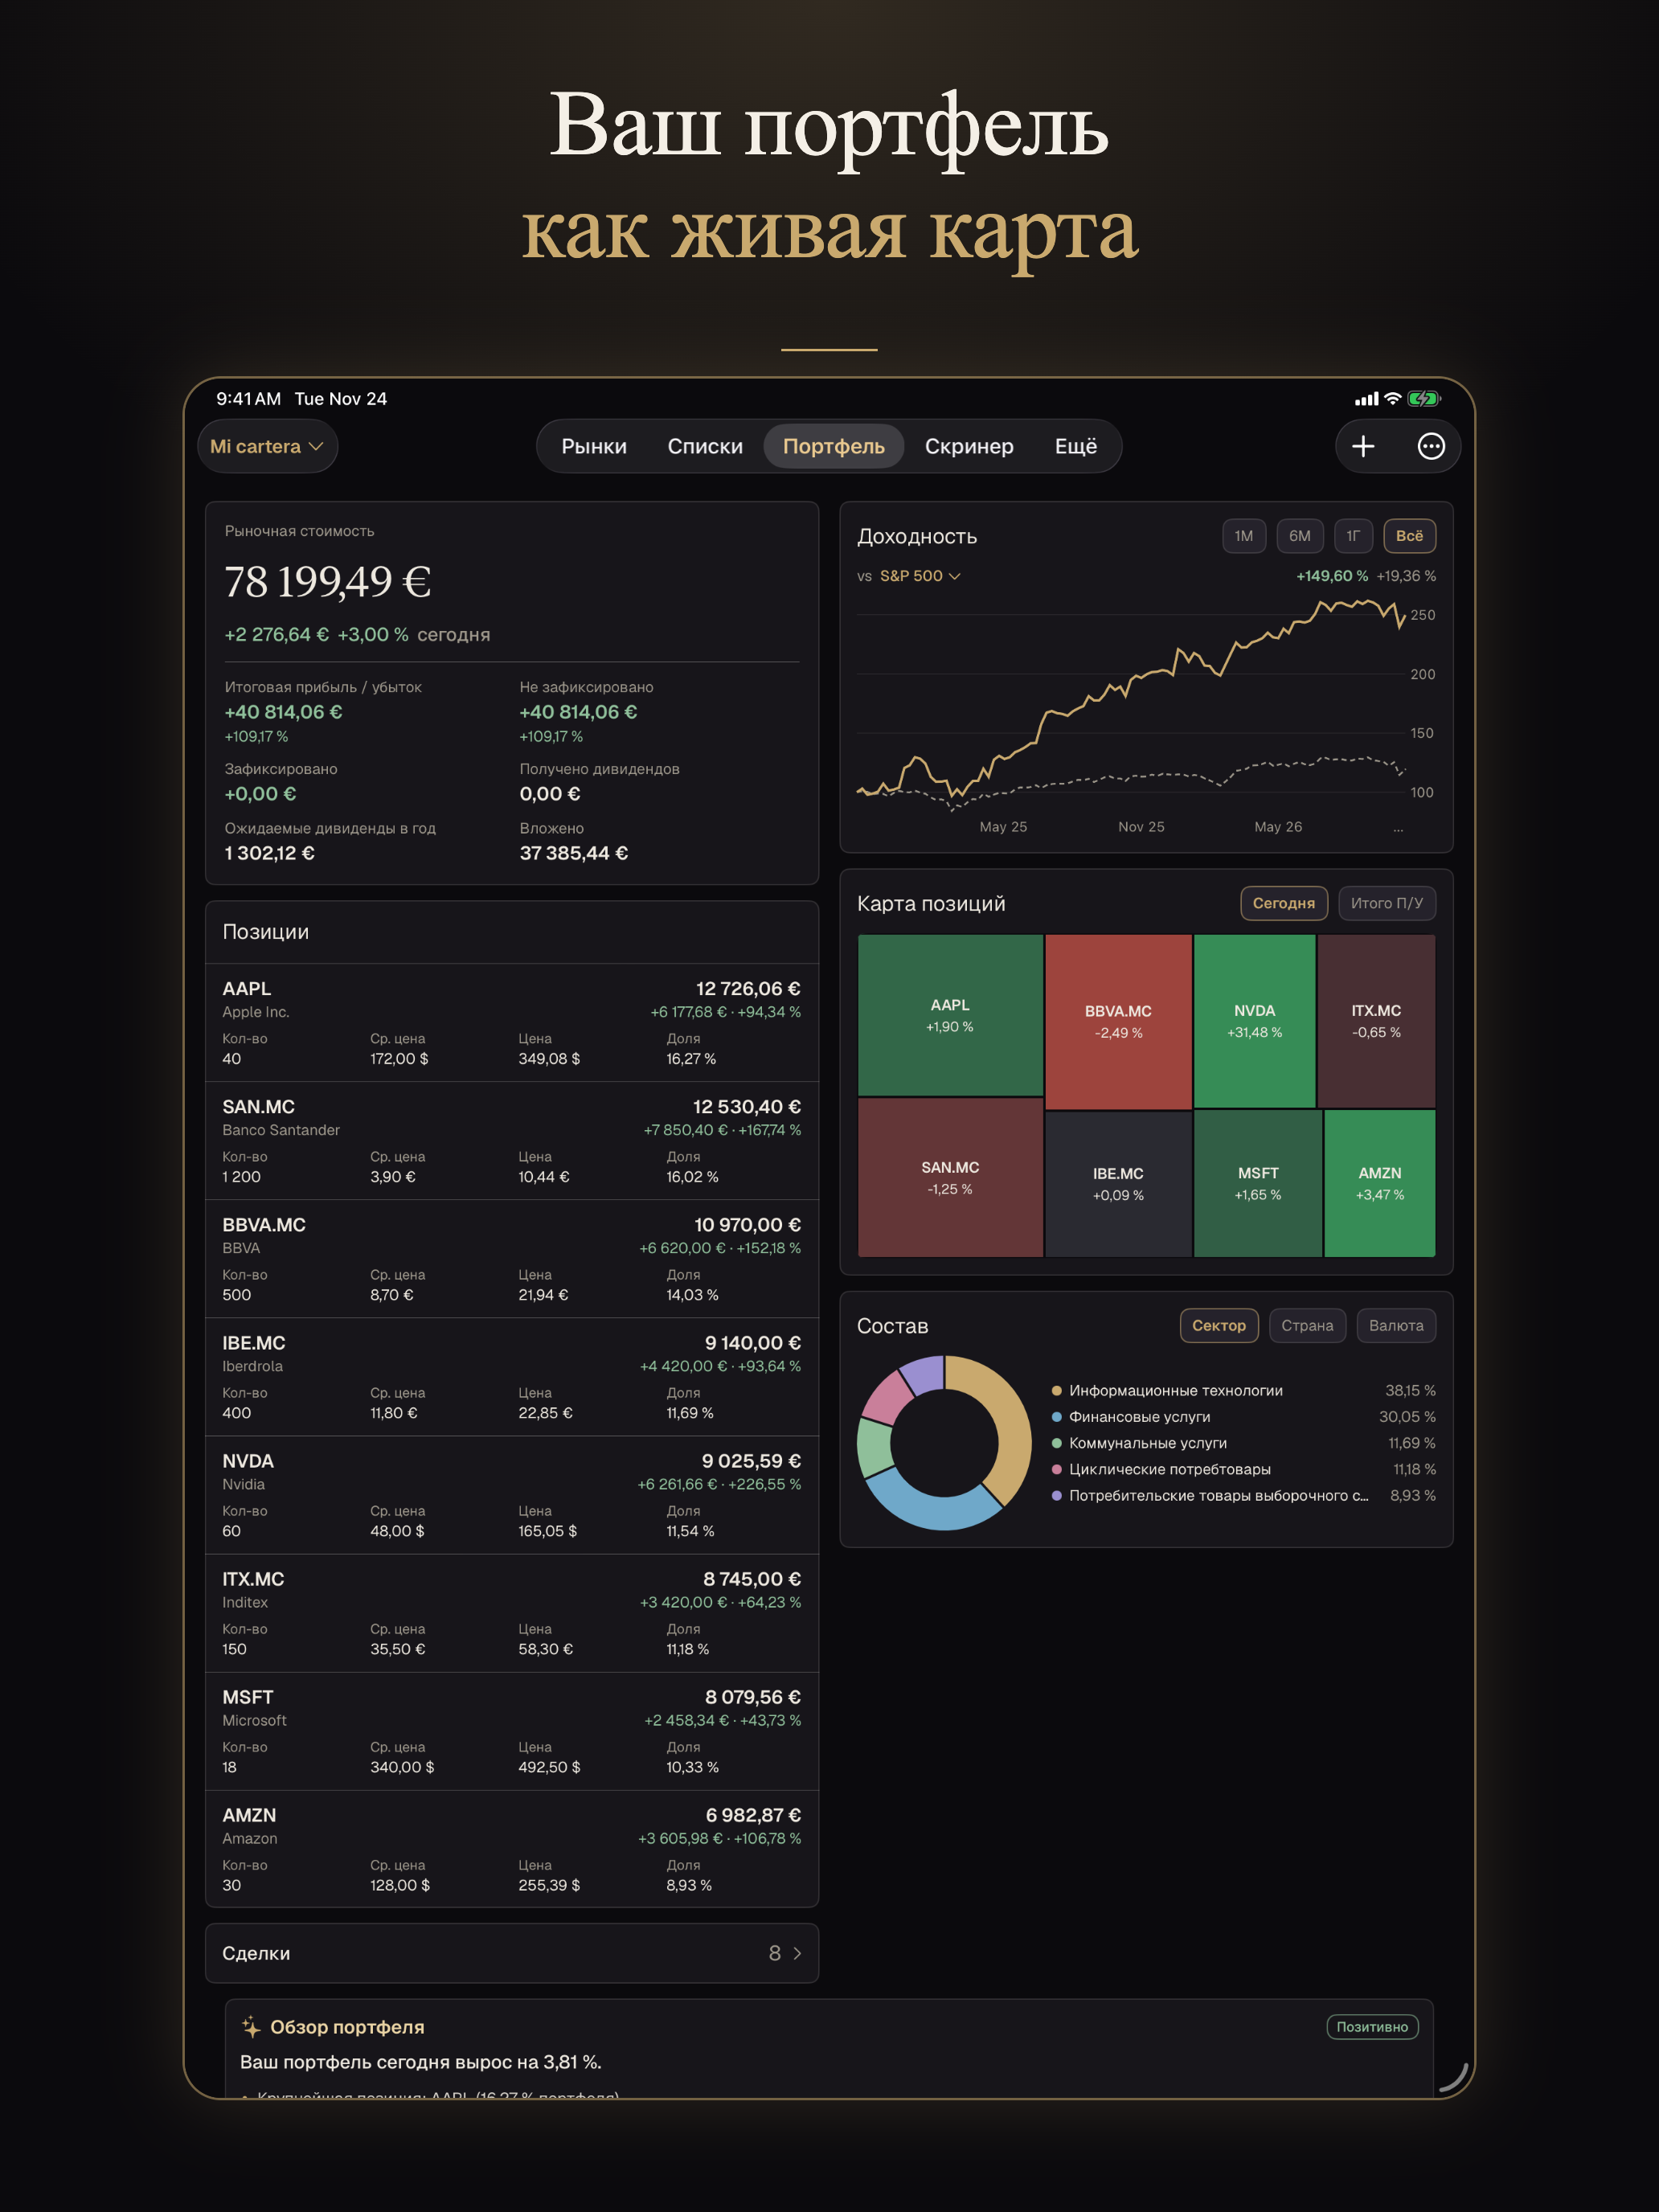 Ваш портфель
как живая карта
9:41 AM Tue Nov 24
Mi cartera
Рынки Списки Портфель Скринер Ещё
Рыночная стоимость
78 199,49 €
+2 276,64 € +3,00 % сегодня
Итоговая прибыль / убыток Не зафиксировано
+40 814,06 € +40 814,06 €
+109,17 % +109,17 %
Зафиксировано Получено дивидендов
+0,00 € 0,00 €
Ожидаемые дивиденды в год Вложено
1 302,12 € 37 385,44 €
Позиции
AAPL 12 726,06 €
Apple Inc. +6 177,68 € · +94,34 %
Кол-во Ср. цена Цена Доля
40 172,00 $ 349,08 $ 16,27 %
SAN.MC 12 530,40 €
Banco Santander +7 850,40 € · +167,74 %
Кол-во Ср. цена Цена Доля
1 200 3,90 € 10,44 € 16,02 %
BBVA.MC 10 970,00 €
BBVA +6 620,00 € · +152,18 %
Кол-во Ср. цена Цена Доля
500 8,70 € 21,94 € 14,03 %
IBE.MC 9 140,00 €
Iberdrola +4 420,00 € · +93,64 %
Кол-во Ср. цена Цена Доля
400 11,80 € 22,85 € 11,69 %
NVDA 9 025,59 €
Nvidia +6 261,66 € · +226,55 %
Кол-во Ср. цена Цена Доля
60 48,00 $ 165,05 $ 11,54 %
ITX.MC 8 745,00 €
Inditex +3 420,00 € · +64,23 %
Кол-во Ср. цена Цена Доля
150 35,50 € 58,30 € 11,18 %
MSFT 8 079,56 €
Microsoft +2 458,34 € · +43,73 %
Кол-во Ср. цена Цена Доля
18 340,00 $ 492,50 $ 10,33 %
AMZN 6 982,87 €
Amazon +3 605,98 € · +106,78 %
Кол-во Ср. цена Цена Доля
30 128,00 $ 255,39 $ 8,93 %
Сделки 8
Доходность 1М 6М 1Г Всё
vs S&P 500 +149,60 % +19,36 %
250
200
150
100
May 25 Nov 25 May 26 ...
Карта позиций Сегодня Итого П/У
AAPL
+1,90 %
BBVA.MC
-2,49 %
NVDA
+31,48 %
ITX.MC
-0,65 %
SAN.MC
-1,25 %
IBE.MC
+0,09 %
MSFT
+1,65 %
AMZN
+3,47 %
Состав Сектор Страна Валюта
Информационные технологии 38,15 %
Финансовые услуги 30,05 %
Коммунальные услуги 11,69 %
Циклические потребтовары 11,18 %
Потребительские товары выборочного с... 8,93 %
Обзор портфеля Позитивно
Ваш портфель сегодня вырос на 3,81 %.
• Крупнейшая позиция: AAPL (16,27 % портфеля)